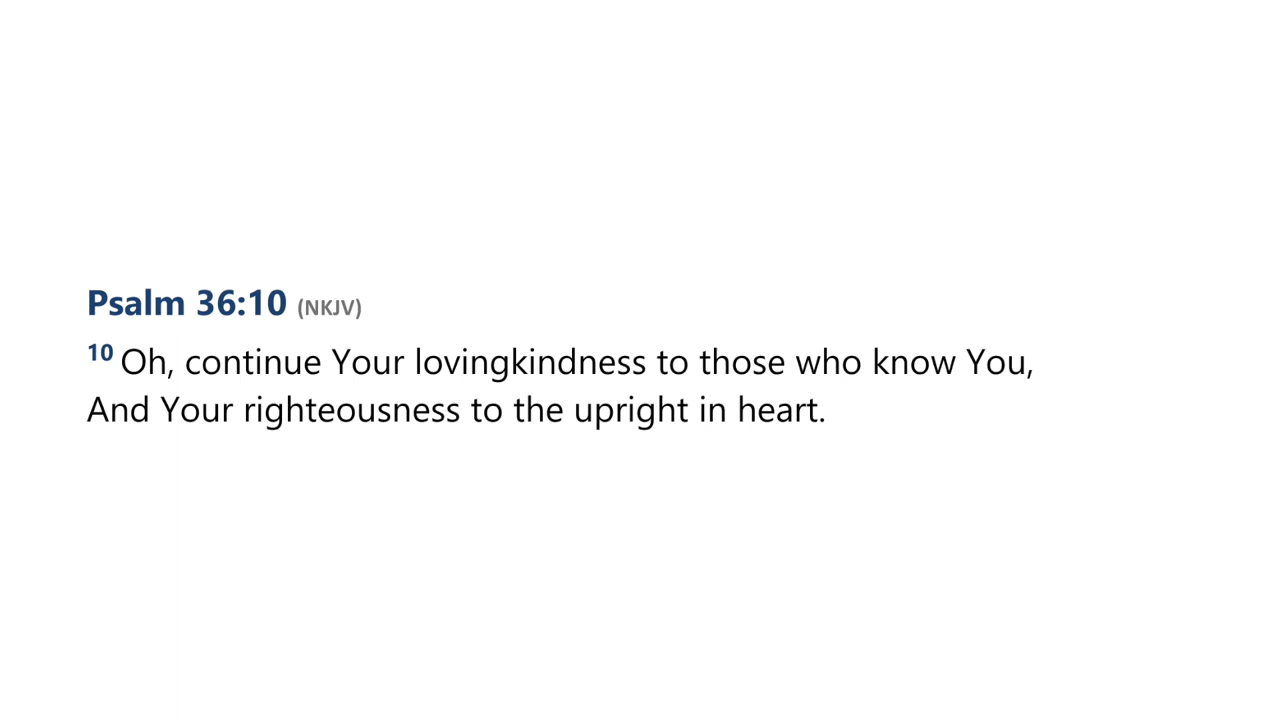 Psalm 36:10 (NKJV)
10 Oh, continue Your lovingkindness to those who know You,
And Your righteousness to the upright in heart.